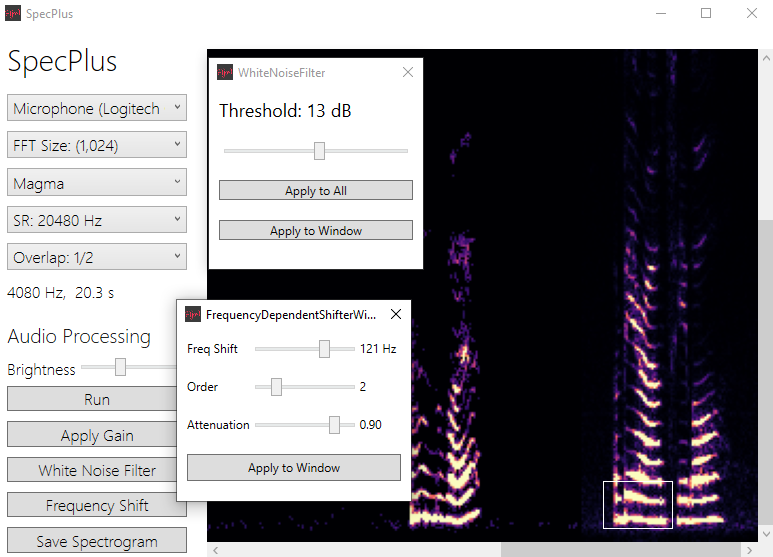 SpecPlus
SpecPlus
Microphone (Logitech
FFT Size: (1,024)
Magma
SR: 20480 Hz
Overlap: 1/2
4080 Hz, 20.3 s
Audio Processing
Brightness
Run
Apply Gain
White Noise Filter
Frequency Shift
Save Spectrogram
WhiteNoiseFilter
Threshold: 13 dB
Apply to All
Apply to Window
FrequencyDependentShifterWi...
Freq Shift 121 Hz
Order 2
Attenuation 0.90
Apply to Window